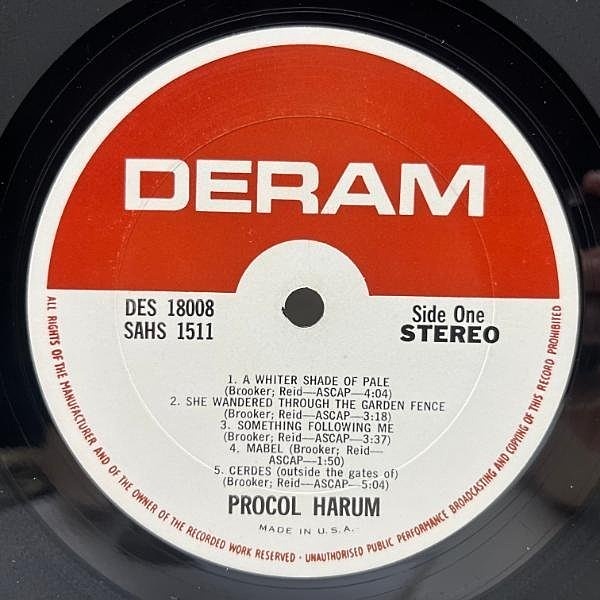 DERAM
DES 18008
SAHS 1511
Side One
STEREO
1. A WHITER SHADE OF PALE
(Brooker; Reid—ASCAP—4:04)
2. SHE WANDERED THROUGH THE GARDEN FENCE
(Brooker; Reid—ASCAP—3:18)
3. SOMETHING FOLLOWING ME
(Brooker; Reid—ASCAP—3:37)
4. MABEL (Brooker; Reid—
ASCAP—1:50)
5. CERDES (outside the gates of)
(Brooker; Reid—ASCAP—5:04)
PROCOL HARUM
MADE IN U.S.A.
ALL RIGHTS OF THE MANUFACTURER AND OF THE OWNER OF THE RECORDED WORK RESERVED · UNAUTHORISED PUBLIC PERFORMANCE BROADCASTING AND COPYING OF THIS RECORD PROHIBITED